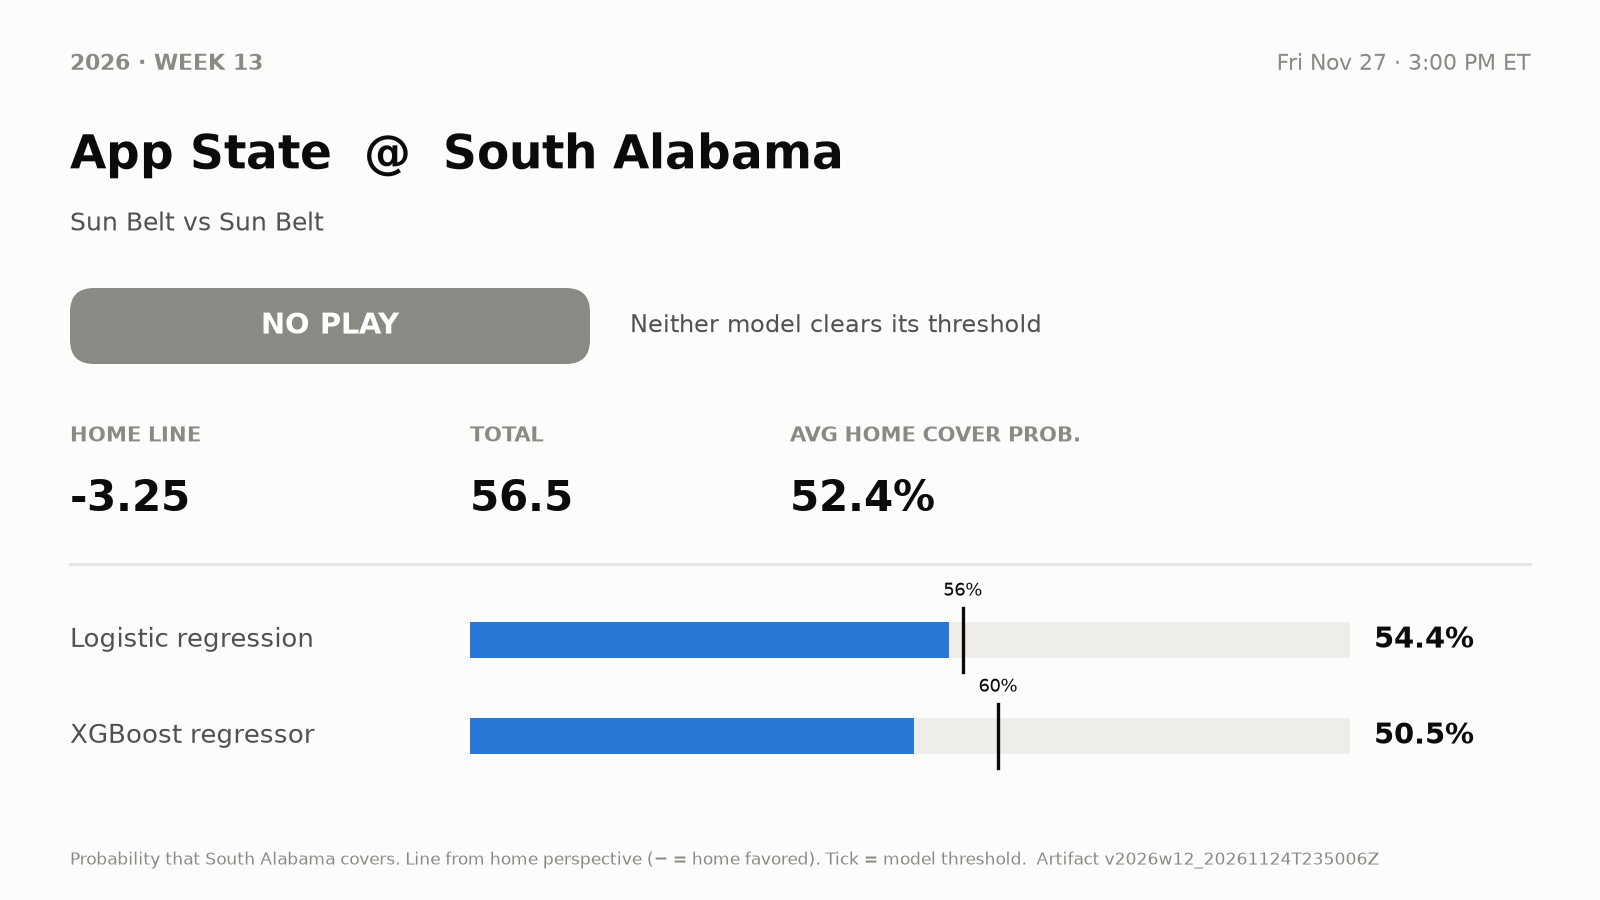 2026 · WEEK 13
Fri Nov 27 · 3:00 PM ET
App State @ South Alabama
Sun Belt vs Sun Belt
NO PLAY
Neither model clears its threshold
HOME LINE
TOTAL
AVG HOME COVER PROB.
-3.25
56.5
52.4%
56%
Logistic regression
54.4%
60%
XGBoost regressor
50.5%
Probability that South Alabama covers. Line from home perspective (− = home favored). Tick = model threshold.  Artifact v2026w12_20261124T235006Z